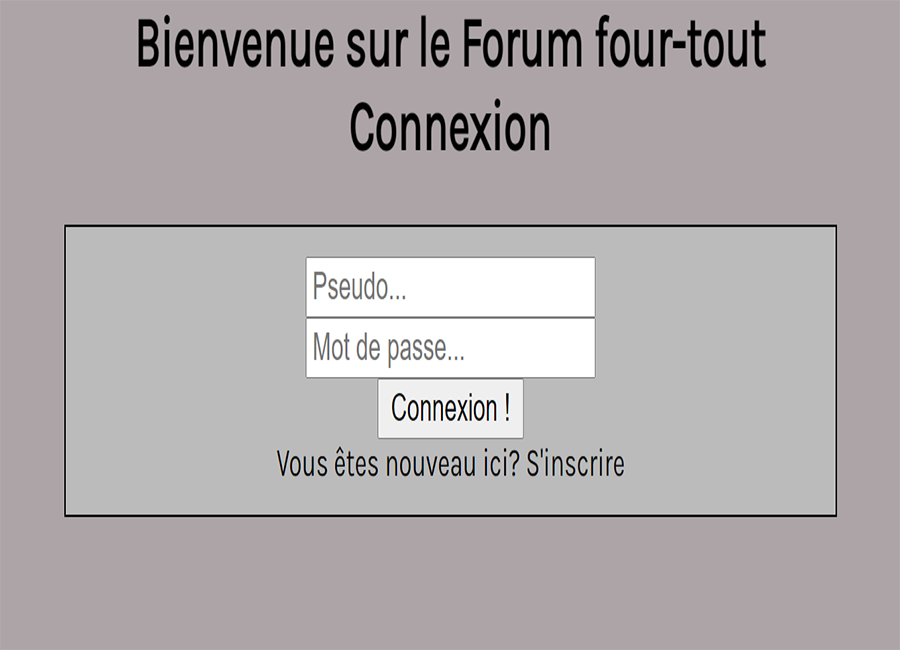 Bienvenue sur le Forum four-tout
Connexion
Pseudo...
Mot de passe...
Connexion !
Vous êtes nouveau ici? S'inscrire